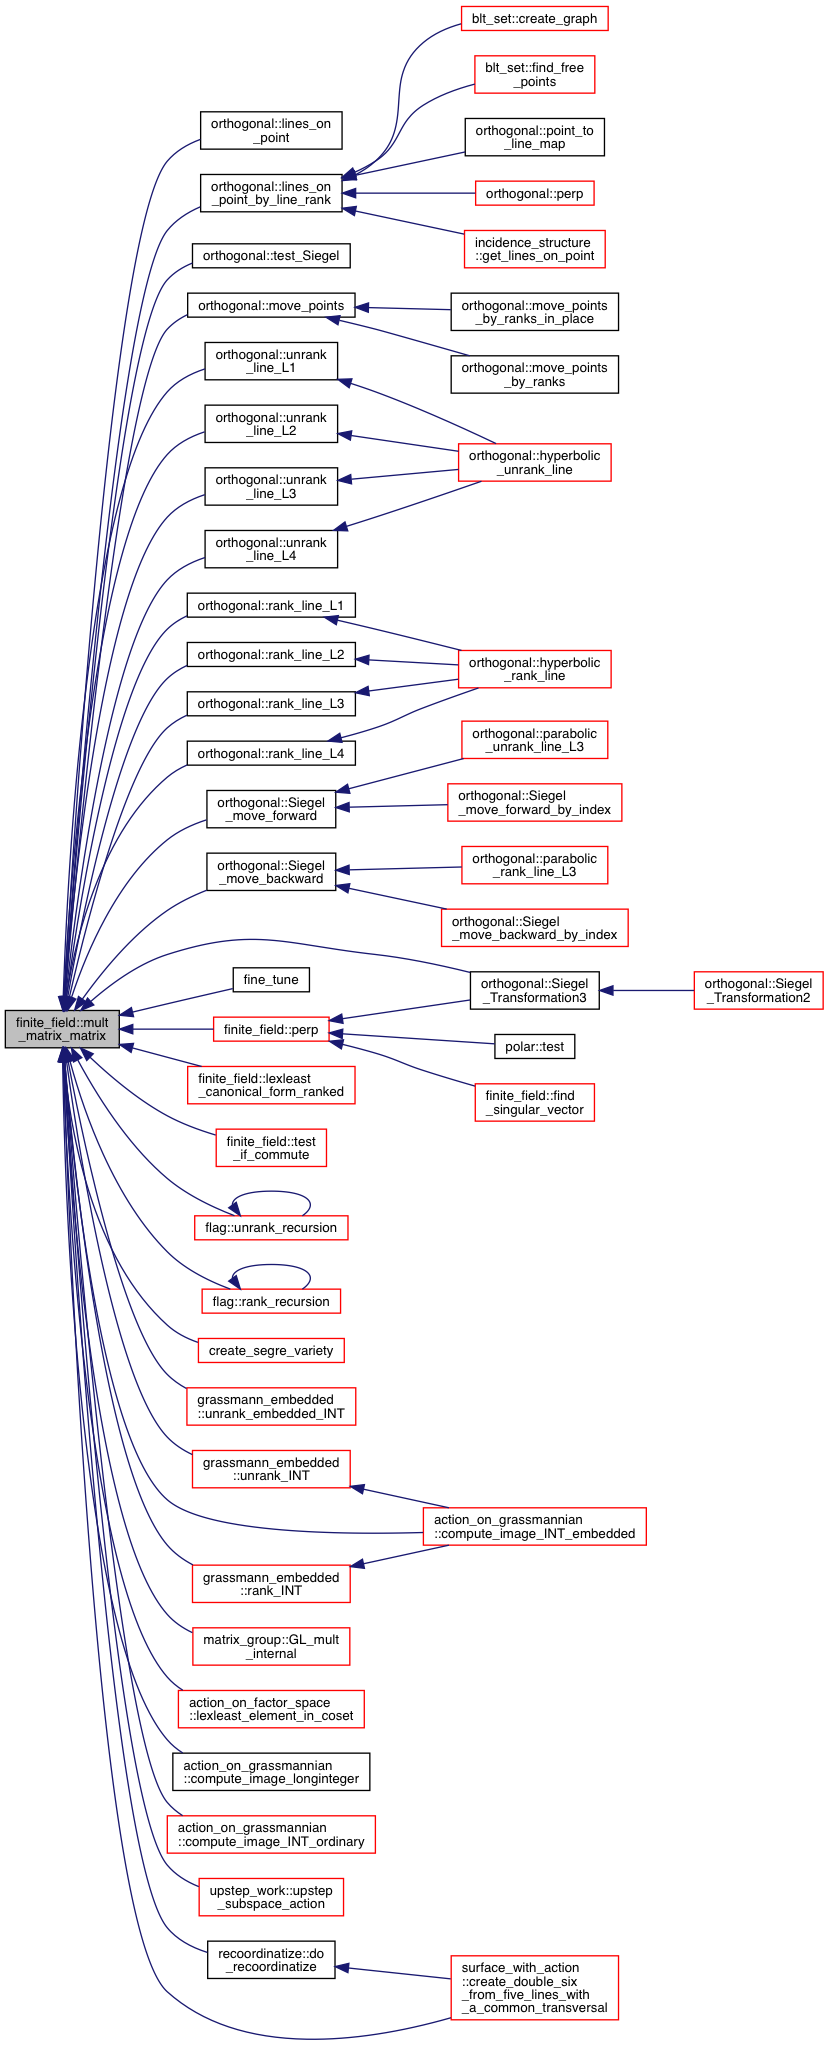 blt_set::create_graph
blt_set::find_free
_points
orthogonal::lines_on
_point
orthogonal::point_to
_line_map
orthogonal::lines_on
_point_by_line_rank
orthogonal::perp
incidence_structure
::get_lines_on_point
orthogonal::test_Siegel
orthogonal::move_points
orthogonal::move_points
_by_ranks_in_place
orthogonal::move_points
_by_ranks
orthogonal::unrank
_line_L1
orthogonal::unrank
_line_L2
orthogonal::hyperbolic
_unrank_line
orthogonal::unrank
_line_L3
orthogonal::unrank
_line_L4
orthogonal::rank_line_L1
orthogonal::rank_line_L2
orthogonal::hyperbolic
_rank_line
orthogonal::rank_line_L3
orthogonal::rank_line_L4
orthogonal::parabolic
_unrank_line_L3
orthogonal::Siegel
_move_forward
orthogonal::Siegel
_move_forward_by_index
orthogonal::Siegel
_move_backward
orthogonal::parabolic
_rank_line_L3
orthogonal::Siegel
_move_backward_by_index
fine_tune
orthogonal::Siegel
_Transformation3
orthogonal::Siegel
_Transformation2
finite_field::mult
_matrix_matrix
finite_field::perp
polar::test
finite_field::lexleast
_canonical_form_ranked
finite_field::find
_singular_vector
finite_field::test
_if_commute
flag::unrank_recursion
flag::rank_recursion
create_segre_variety
grassmann_embedded
::unrank_embedded_INT
grassmann_embedded
::unrank_INT
action_on_grassmannian
::compute_image_INT_embedded
grassmann_embedded
::rank_INT
matrix_group::GL_mult
_internal
action_on_factor_space
::lexleast_element_in_coset
action_on_grassmannian
::compute_image_longinteger
action_on_grassmannian
::compute_image_INT_ordinary
upstep_work::upstep
_subspace_action
recoordinatize::do
_recoordinatize
surface_with_action
::create_double_six
_from_five_lines_with
_a_common_transversal